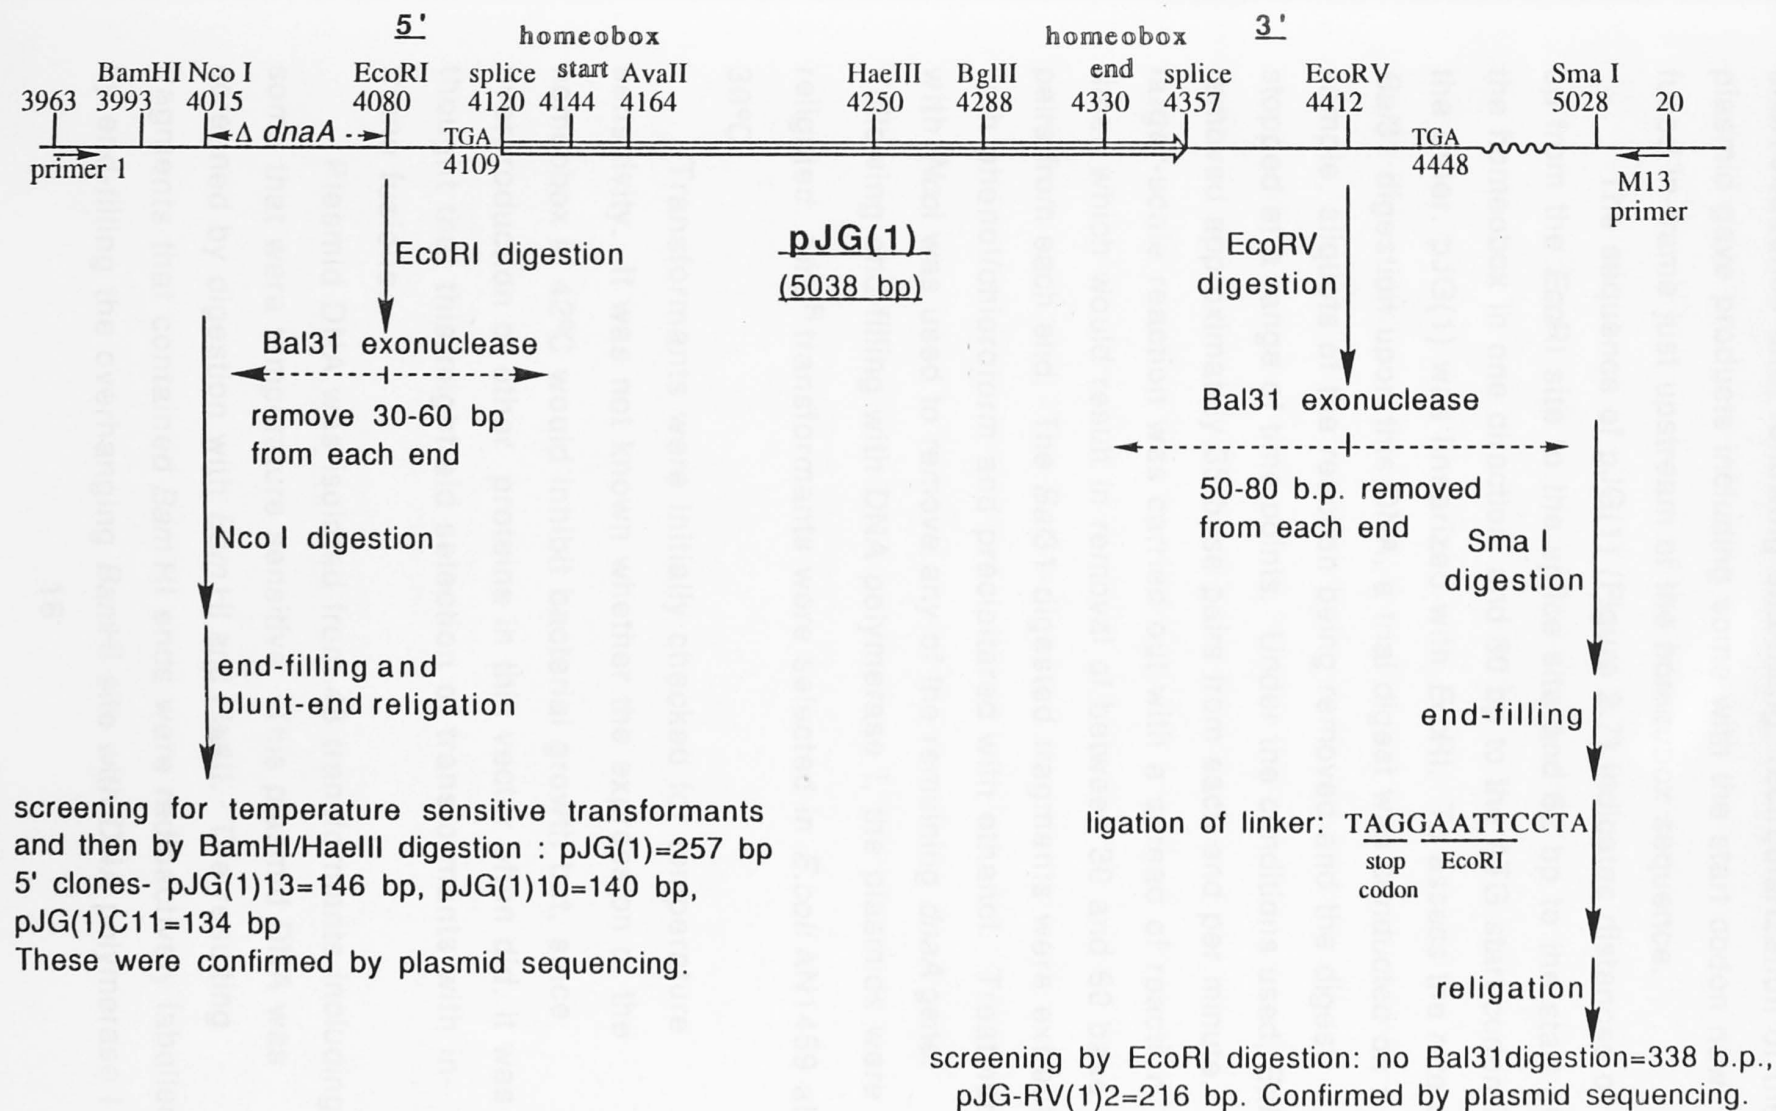 5' 3'
homeobox homeobox
BamHI Nco I EcoRI splice start AvaII HaeIII BglII end splice EcoRV Sma I
3963 3993 4015 4080 4120 4144 4164 4250 4288 4330 4357 4412 5028 20
Δ dnaA
TGA TGA
4109 4448
primer 1 M13
primer
pJG(1)
(5038 bp)
EcoRI digestion
Bal31 exonuclease
remove 30-60 bp
from each end
Nco I digestion
end-filling and
blunt-end religation
screening for temperature sensitive transformants
and then by BamHI/HaeIII digestion : pJG(1)=257 bp
5' clones- pJG(1)13=146 bp, pJG(1)10=140 bp,
pJG(1)C11=134 bp
These were confirmed by plasmid sequencing.
EcoRV
digestion
Bal31 exonuclease
50-80 b.p. removed
from each end
Sma I
digestion
end-filling
ligation of linker: TAGGAATTCCTA
stop EcoRI
codon
religation
screening by EcoRI digestion: no Bal31digestion=338 b.p.,
pJG-RV(1)2=216 bp. Confirmed by plasmid sequencing.